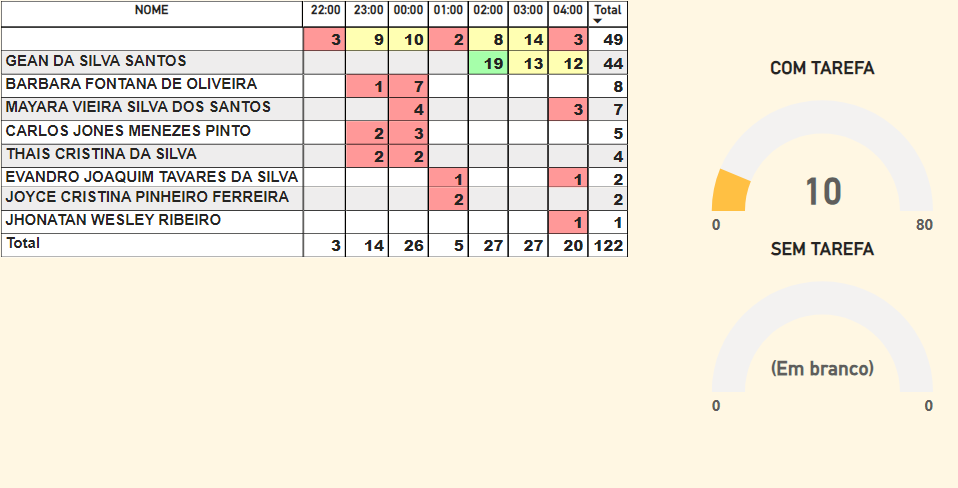 NOME 22:00 23:00 00:00 01:00 02:00 03:00 04:00 Total
3 9 10 2 8 14 3 49
GEAN DA SILVA SANTOS 19 13 12 44
BARBARA FONTANA DE OLIVEIRA 1 7 8
MAYARA VIEIRA SILVA DOS SANTOS 4 3 7
CARLOS JONES MENEZES PINTO 2 3 5
THAIS CRISTINA DA SILVA 2 2 4
EVANDRO JOAQUIM TAVARES DA SILVA 1 1 2
JOYCE CRISTINA PINHEIRO FERREIRA 2 2
JHONATAN WESLEY RIBEIRO 1 1
Total 3 14 26 5 27 27 20 122
COM TAREFA
10
0 80
SEM TAREFA
(Em branco)
0 0